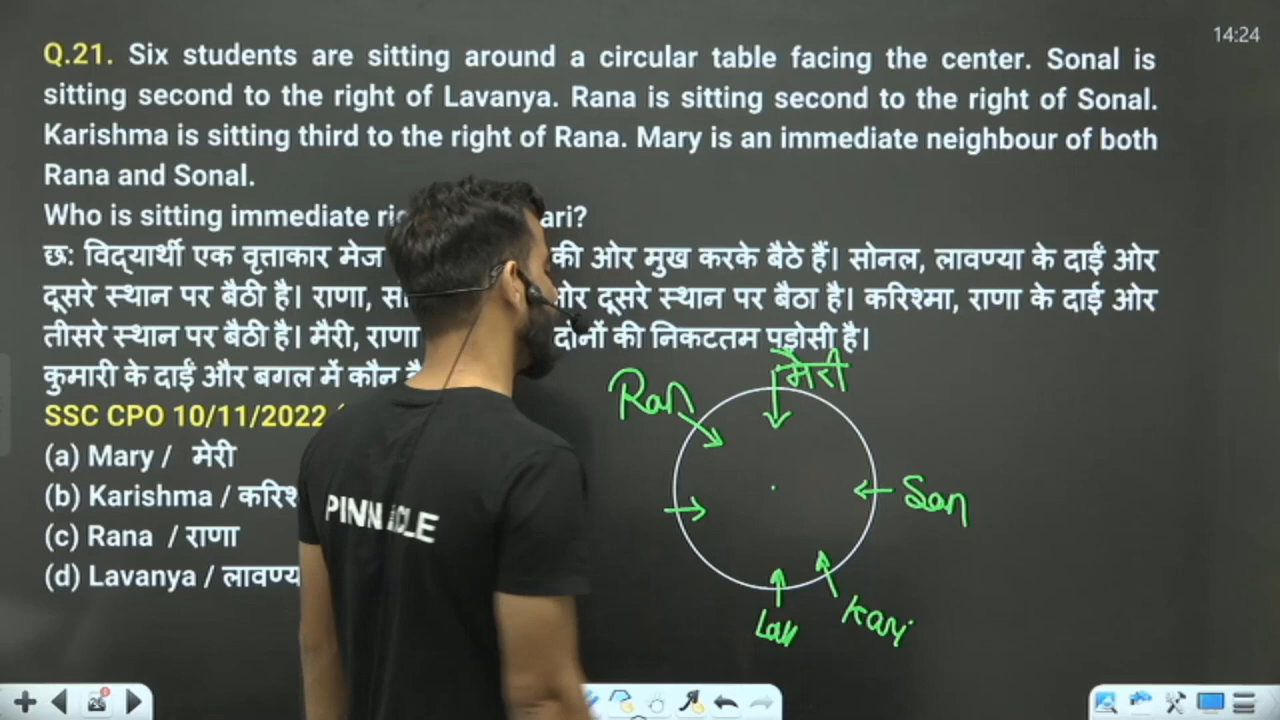 14:24
Q.21. Six students are sitting around a circular table facing the center. Sonal is
sitting second to the right of Lavanya. Rana is sitting second to the right of Sonal.
Karishma is sitting third to the right of Rana. Mary is an immediate neighbour of both
Rana and Sonal.
Who is sitting immediate
छ: विद्यार्थी एक वृत्ताकार मेज की ओर मुख करके बैठे हैं। सोनल, लावण्या के दाईं ओर
दूसरे स्थान पर बैठी है। राणा, दूसरे स्थान पर बैठा है। करिश्मा, राणा के दाईं ओर
तीसरे स्थान पर बैठी है। मैरी, राणा दोनों की निकटतम पड़ोसी है।
कुमारी के दाईं और बगल में कौन
SSC CPO 10/11/2022
(a) Mary / मेरी
(b) Karishma /
(c) Rana / राणा
(d) Lavanya /
PINNACLE
मेरी
Ran
Son
Kari
Lav